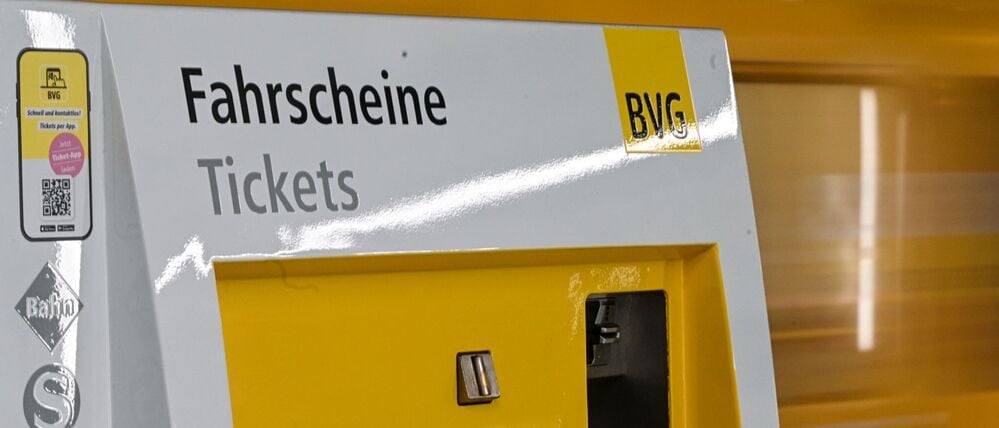 Fahrscheine
Tickets
BVG
BVG
Schnell und kontaktlos!
Tickets per App.
Jetzt
Ticket-App
laden
Bahn
S